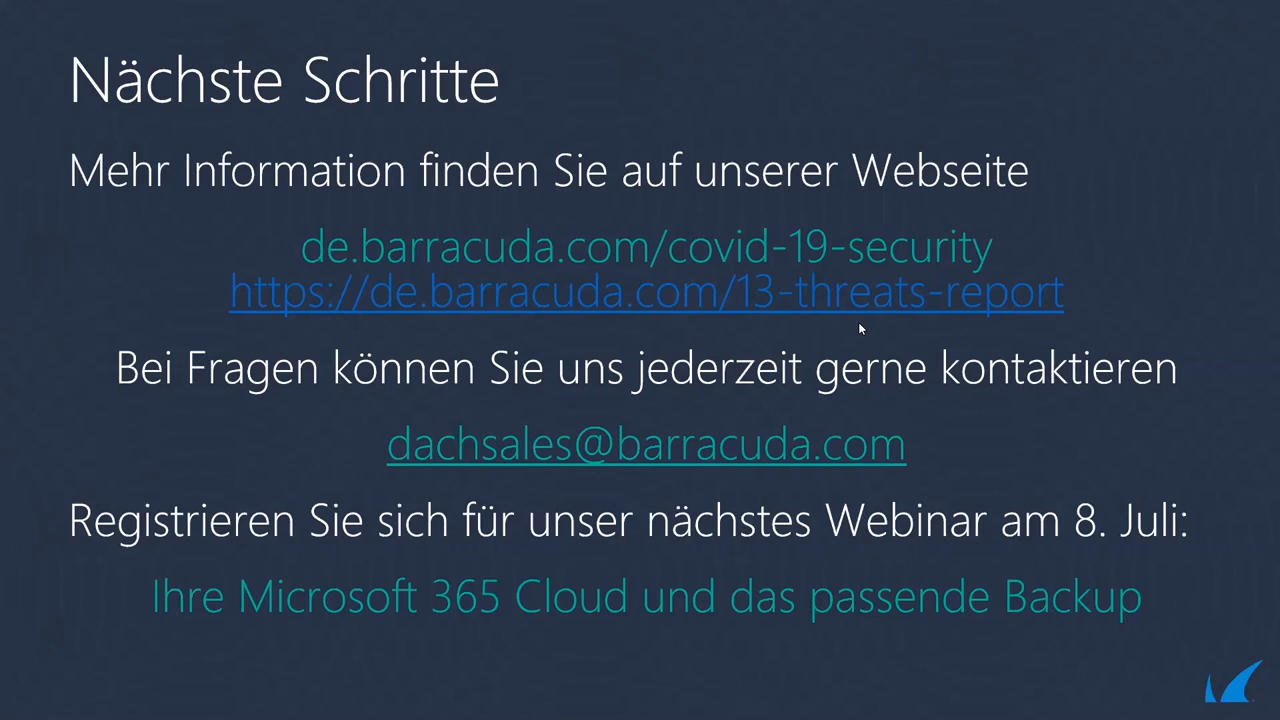 Nächste Schritte
Mehr Information finden Sie auf unserer Webseite
de.barracuda.com/covid-19-security
https://de.barracuda.com/13-threats-report
Bei Fragen können Sie uns jederzeit gerne kontaktieren
dachsales@barracuda.com
Registrieren Sie sich für unser nächstes Webinar am 8. Juli:
Ihre Microsoft 365 Cloud und das passende Backup